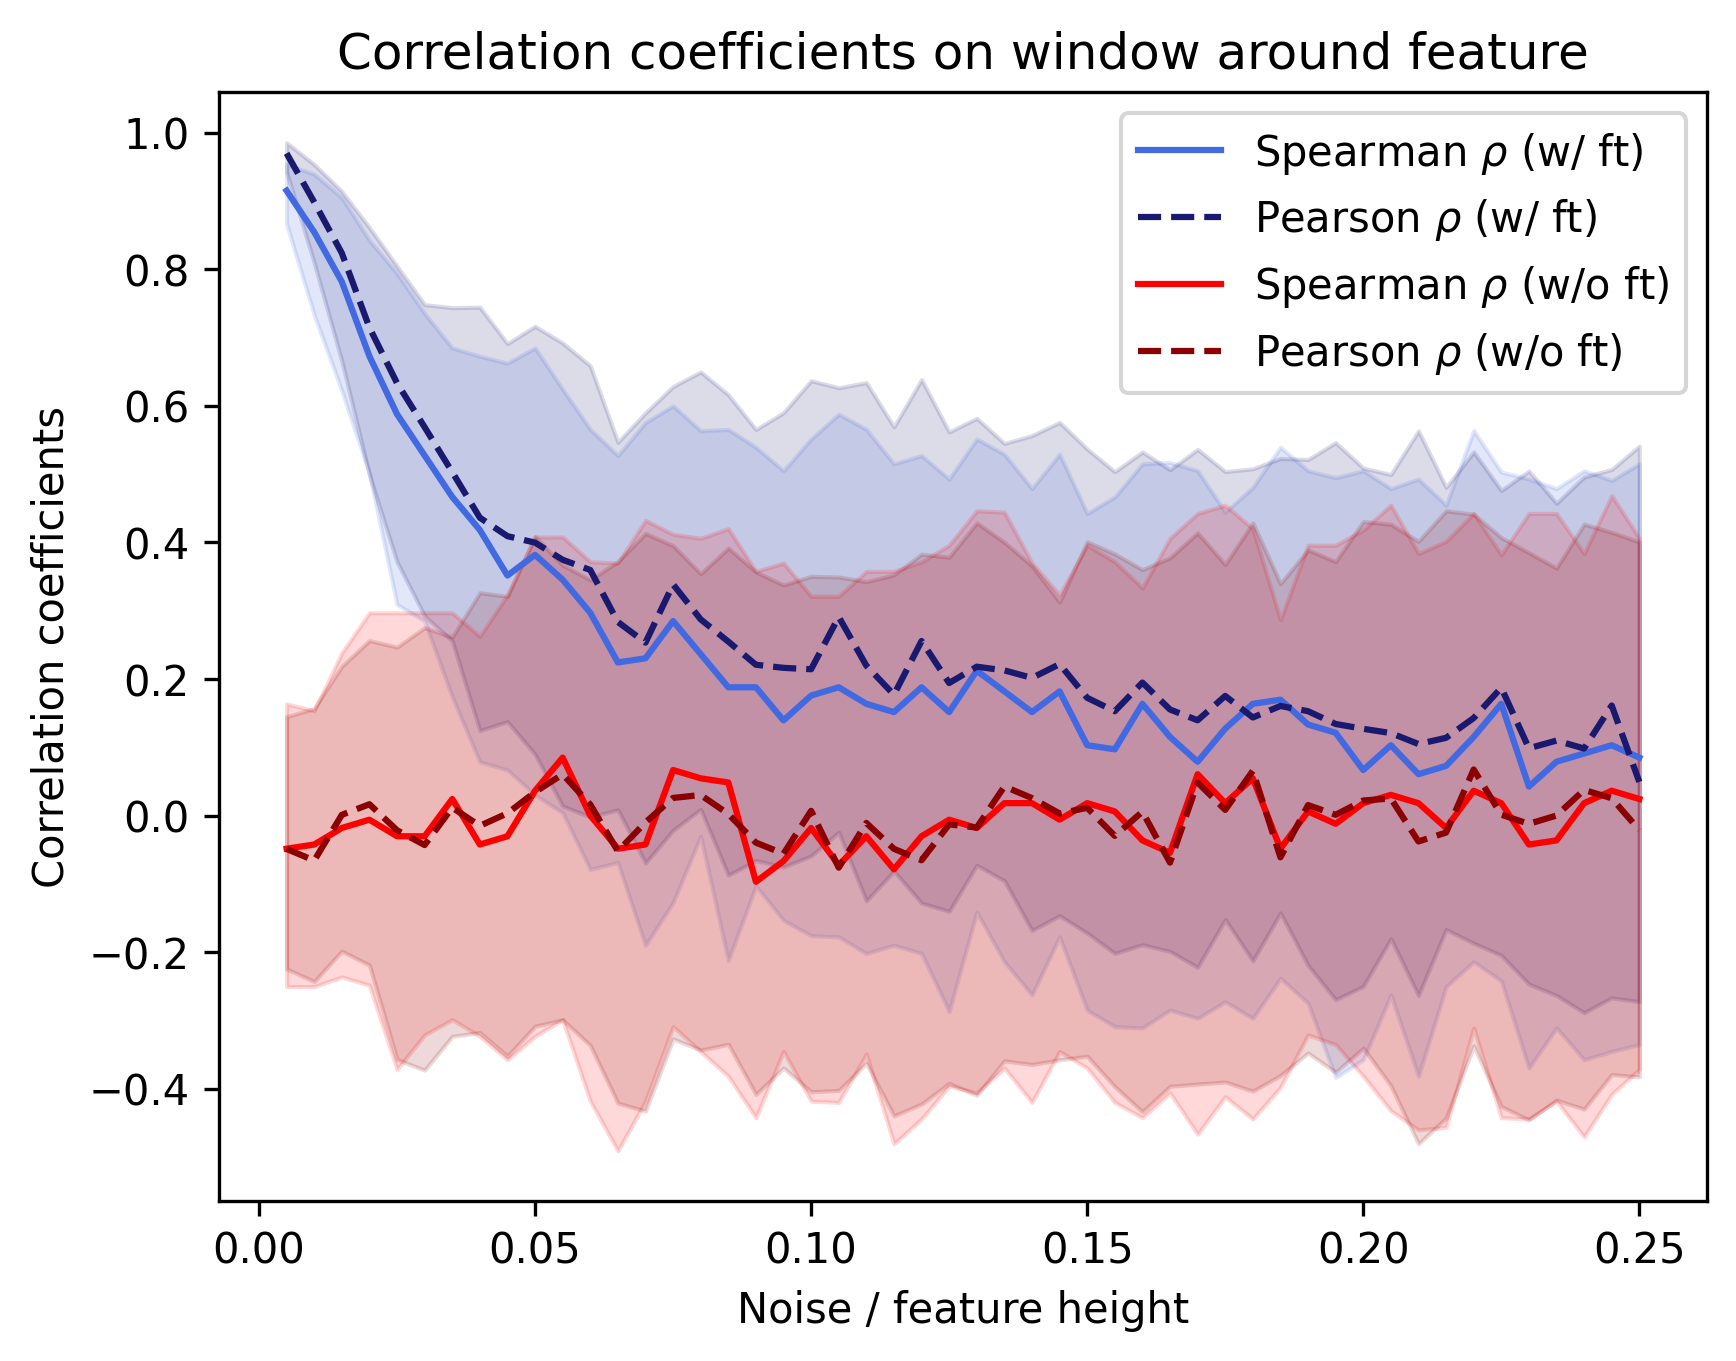 Correlation coefficients on window around feature
Spearman ρ (w/ ft)
Pearson ρ (w/ ft)
Spearman ρ (w/o ft)
Pearson ρ (w/o ft)
Correlation coefficients
1.0
0.8
0.6
0.4
0.2
0.0
−0.2
−0.4
0.00 0.05 0.10 0.15 0.20 0.25
Noise / feature height